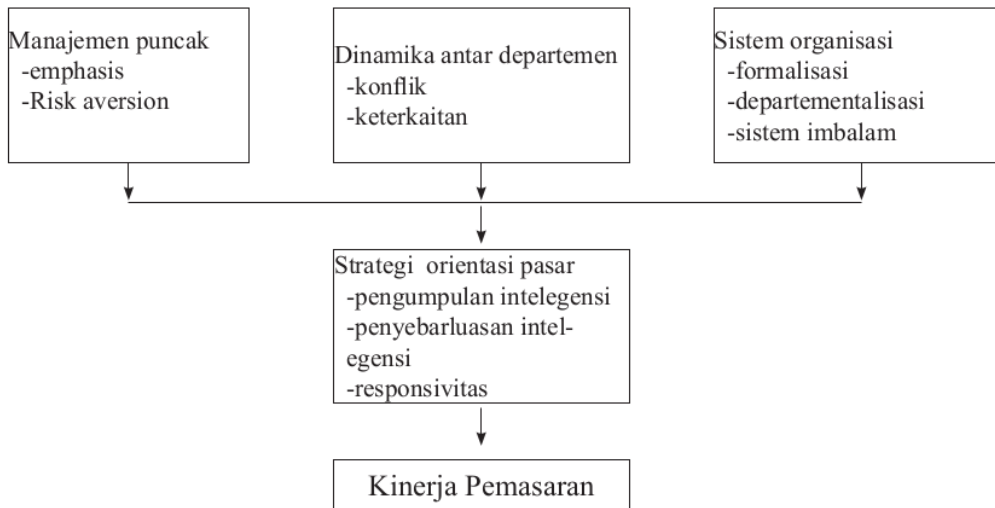 Manajemen puncak
-emphasis
-Risk aversion
Dinamika antar departemen
-konflik
-keterkaitan
Sistem organisasi
-formalisasi
-departementalisasi
-sistem imbalam
Strategi orientasi pasar
-pengumpulan intelegensi
-penyebarluasan intel-
egensi
-responsivitas
Kinerja Pemasaran